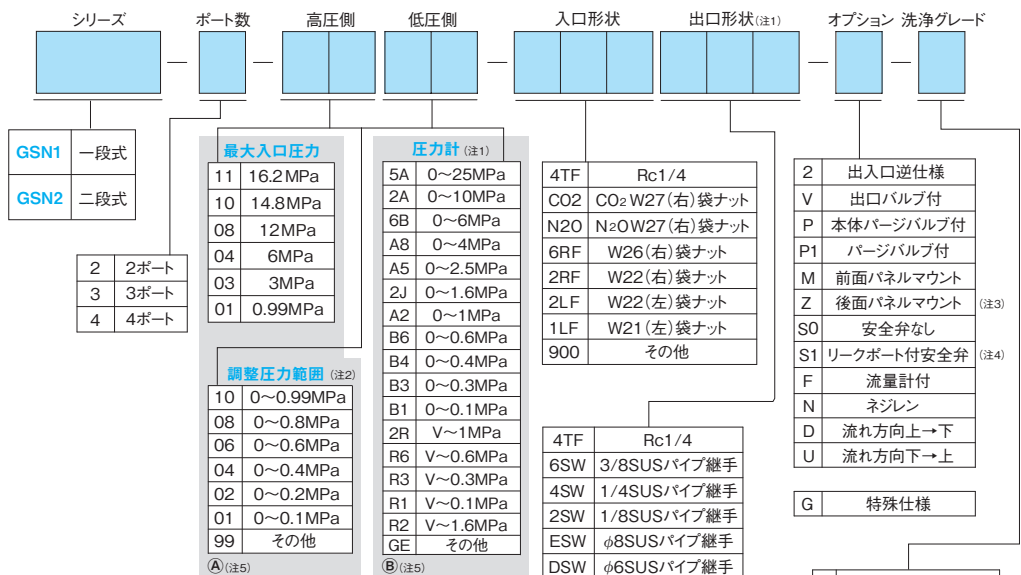 シリーズ
ポート数
高圧側
低圧側
入口形状
出口形状(注1)
オプション
洗浄グレード
GSN1 一段式
GSN2 二段式
2 2ポート
3 3ポート
4 4ポート
最大入口圧力
11 16.2MPa
10 14.8MPa
08 12MPa
04 6MPa
03 3MPa
01 0.99MPa
調整圧力範囲 (注2)
10 0〜0.99MPa
08 0〜0.8MPa
06 0〜0.6MPa
04 0〜0.4MPa
02 0〜0.2MPa
01 0〜0.1MPa
99 その他
Ⓐ(注5)
圧力計 (注1)
5A 0〜25MPa
2A 0〜10MPa
6B 0〜6MPa
A8 0〜4MPa
A5 0〜2.5MPa
2J 0〜1.6MPa
A2 0〜1MPa
B6 0〜0.6MPa
B4 0〜0.4MPa
B3 0〜0.3MPa
B1 0〜0.1MPa
2R V〜1MPa
R6 V〜0.6MPa
R3 V〜0.3MPa
R1 V〜0.1MPa
R2 V〜1.6MPa
GE その他
Ⓑ(注5)
4TF Rc1/4
CO2 CO₂W27(右)袋ナット
N2O N₂OW27(右)袋ナット
6RF W26(右)袋ナット
2RF W22(右)袋ナット
2LF W22(左)袋ナット
1LF W21(左)袋ナット
900 その他
4TF Rc1/4
6SW 3/8SUSパイプ継手
4SW 1/4SUSパイプ継手
2SW 1/8SUSパイプ継手
ESW φ8SUSパイプ継手
DSW φ6SUSパイプ継手
2 出入口逆仕様
V 出口バルブ付
P 本体パージバルブ付
P1 パージバルブ付
M 前面パネルマウント
Z 後面パネルマウント (注3)
S0 安全弁なし
S1 リークポート付安全弁 (注4)
F 流量計付
N ネジレン
D 流れ方向上→下
U 流れ方向下→上
G 特殊仕様